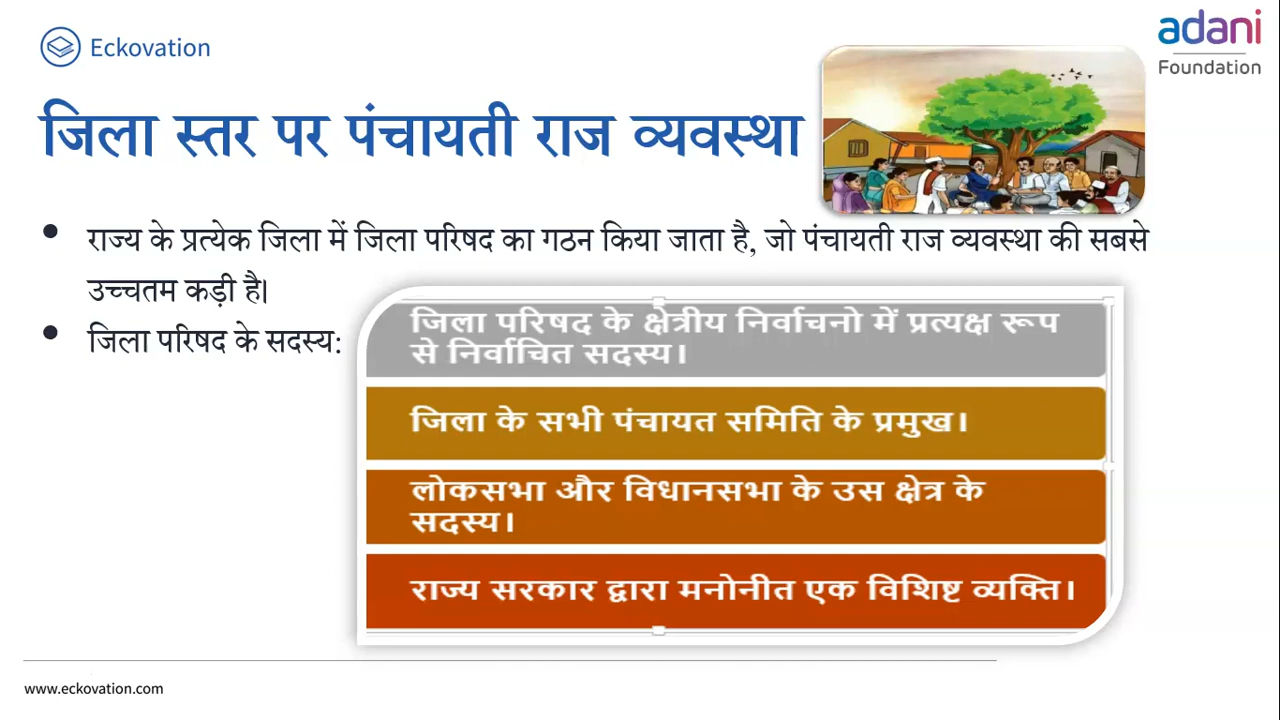 Eckovation
adani
Foundation
जिला स्तर पर पंचायती राज व्यवस्था
• राज्य के प्रत्येक जिला में जिला परिषद का गठन किया जाता है, जो पंचायती राज व्यवस्था की सबसे
उच्चतम कड़ी है।
• जिला परिषद के सदस्य:
जिला परिषद के क्षेत्रीय निर्वाचनो में प्रत्यक्ष रूप
से निर्वाचित सदस्य।
जिला के सभी पंचायत समिति के प्रमुख।
लोकसभा और विधानसभा के उस क्षेत्र के
सदस्य।
राज्य सरकार द्वारा मनोनीत एक विशिष्ट व्यक्ति।
www.eckovation.com